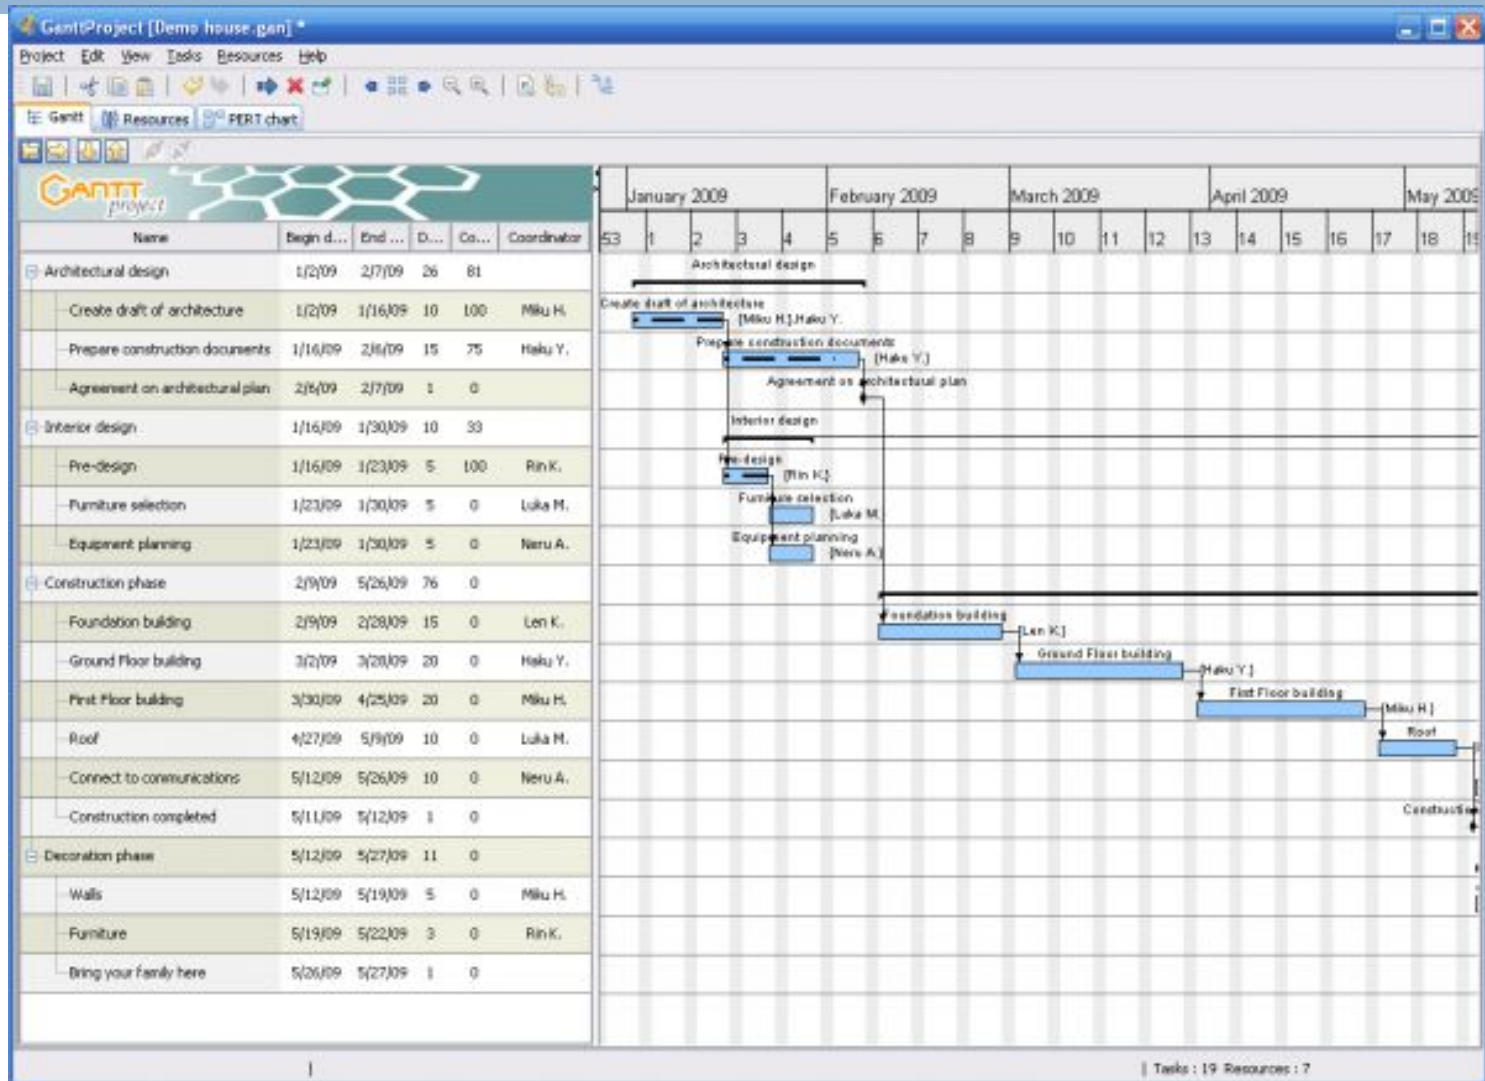 GanttProject [Demo house.gan] *
Project Edit View Tasks Resources Help
Gantt Resources PERT chart
GANTT project
January 2009 February 2009 March 2009 April 2009 May 2009
Name Begin d... End ... D... Co... Coordinator 53 1 2 3 4 5 6 7 8 9 10 11 12 13 14 15 16 17 18 19
Architectural design 1/2/09 2/7/09 26 81 Architectural design
Create draft of architecture 1/2/09 1/16/09 10 100 Miku H. Create draft of architecture [Miku H.],Haku Y.
Prepare construction documents 1/16/09 2/6/09 15 75 Haku Y. Prepare construction documents [Haku Y.]
Agreement on architectural plan 2/6/09 2/7/09 1 0 Agreement on architectural plan
Interior design 1/16/09 1/30/09 10 33 Interior design
Pre-design 1/16/09 1/23/09 5 100 Rin K. Pre-design [Rin K.]
Furniture selection 1/23/09 1/30/09 5 0 Luka M. Furniture selection [Luka M.
Equipment planning 1/23/09 1/30/09 5 0 Neru A. Equipment planning [Neru A.]
Construction phase 2/9/09 5/26/09 76 0
Foundation building 2/9/09 2/28/09 15 0 Len K. Foundation building [Len K.]
Ground Floor building 3/2/09 3/28/09 20 0 Haku Y. Ground Floor building [Haku Y.]
First Floor building 3/30/09 4/25/09 20 0 Miku H. First Floor building [Miku H.]
Roof 4/27/09 5/9/09 10 0 Luka M. Roof
Connect to communications 5/12/09 5/26/09 10 0 Neru A.
Construction completed 5/11/09 5/12/09 1 0 Constructio
Decoration phase 5/12/09 5/27/09 11 0
Walls 5/12/09 5/19/09 5 0 Miku H.
Furniture 5/19/09 5/22/09 3 0 Rin K.
Bring your family here 5/26/09 5/27/09 1 0
Tasks : 19 Resources : 7